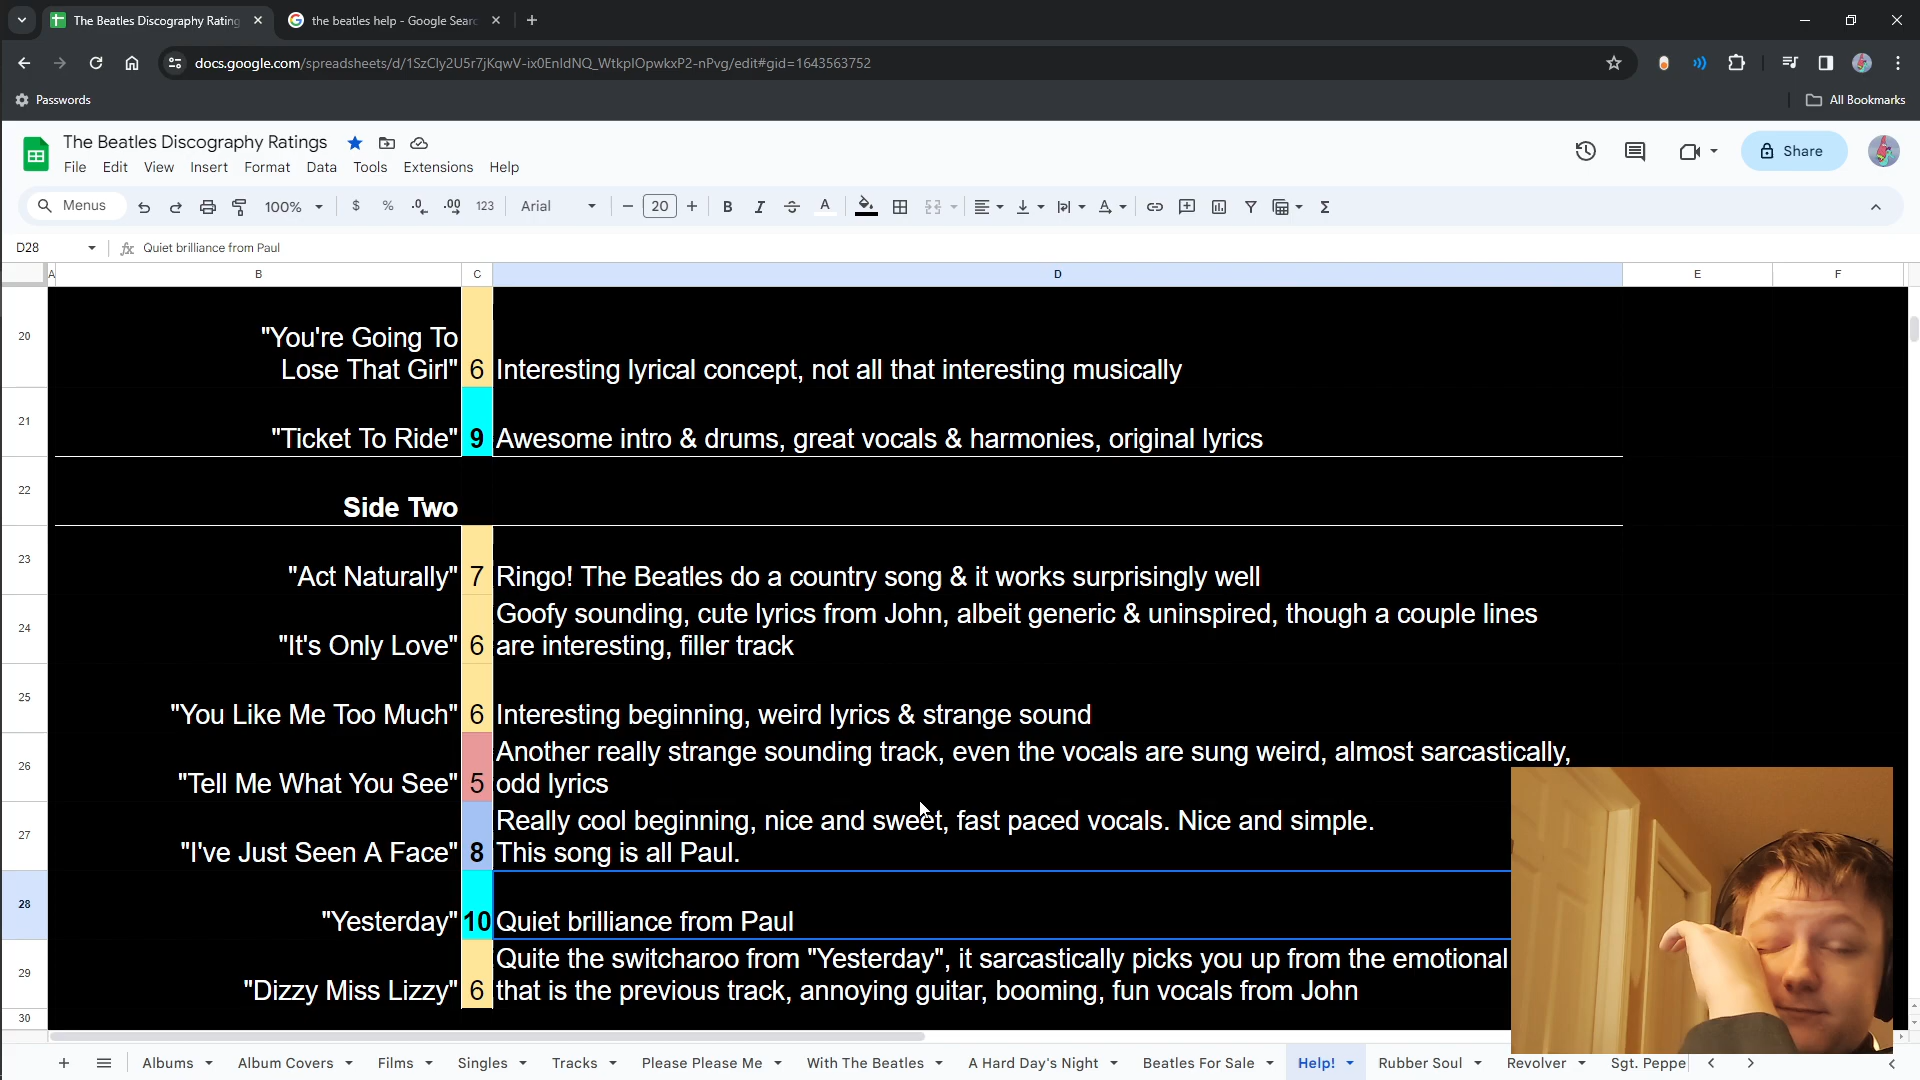 The Beatles Discography Rating
the beatles help - Google Sear
docs.google.com/spreadsheets/d/1SzCly2U5r7jKqwV-ix0EnIdNQ_WtkpIOpwkxP2-nPvg/edit#gid=1643563752
Passwords
All Bookmarks
The Beatles Discography Ratings
File Edit View Insert Format Data Tools Extensions Help
Share
Menus 100% $ % .0 .00 123 Arial 20 B I A
D28 fx Quiet brilliance from Paul
A B C D E F
20 "You're Going To
Lose That Girl" 6 Interesting lyrical concept, not all that interesting musically
21 "Ticket To Ride" 9 Awesome intro & drums, great vocals & harmonies, original lyrics
22 Side Two
23 "Act Naturally" 7 Ringo! The Beatles do a country song & it works surprisingly well
Goofy sounding, cute lyrics from John, albeit generic & uninspired, though a couple lines
24 "It's Only Love" 6 are interesting, filler track
25 "You Like Me Too Much" 6 Interesting beginning, weird lyrics & strange sound
Another really strange sounding track, even the vocals are sung weird, almost sarcastically,
26 "Tell Me What You See" 5 odd lyrics
Really cool beginning, nice and sweet, fast paced vocals. Nice and simple.
27 "I've Just Seen A Face" 8 This song is all Paul.
28 "Yesterday" 10 Quiet brilliance from Paul
Quite the switcharoo from "Yesterday", it sarcastically picks you up from the emotional
29 "Dizzy Miss Lizzy" 6 that is the previous track, annoying guitar, booming, fun vocals from John
30
Albums Album Covers Films Singles Tracks Please Please Me With The Beatles A Hard Day's Night Beatles For Sale Help! Rubber Soul Revolver Sgt. Peppe